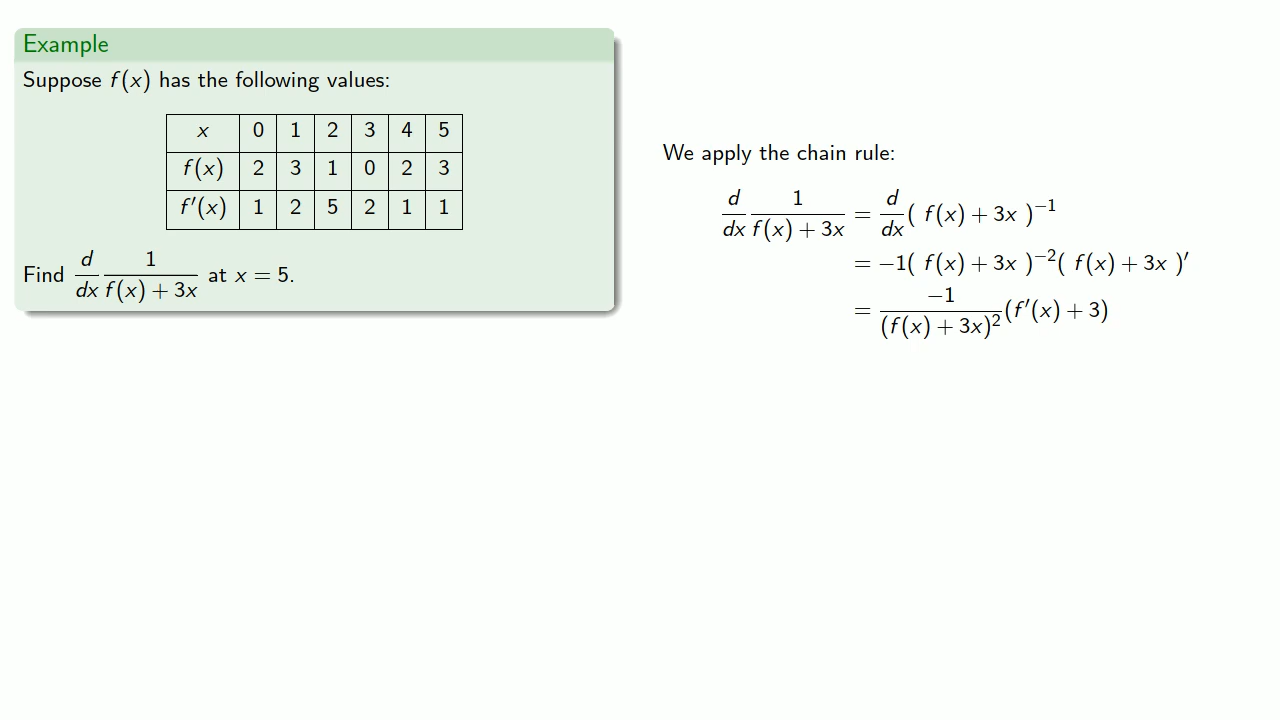 Example
Suppose f(x) has the following values:
x 0 1 2 3 4 5
f(x) 2 3 1 0 2 3
f′(x) 1 2 5 2 1 1
Find d/dx 1/(f(x) + 3x) at x = 5.
We apply the chain rule:
d/dx 1/(f(x) + 3x) = d/dx ( f(x) + 3x )⁻¹
= −1( f(x) + 3x )⁻²( f(x) + 3x )′
= −1/(f(x) + 3x)² (f′(x) + 3)